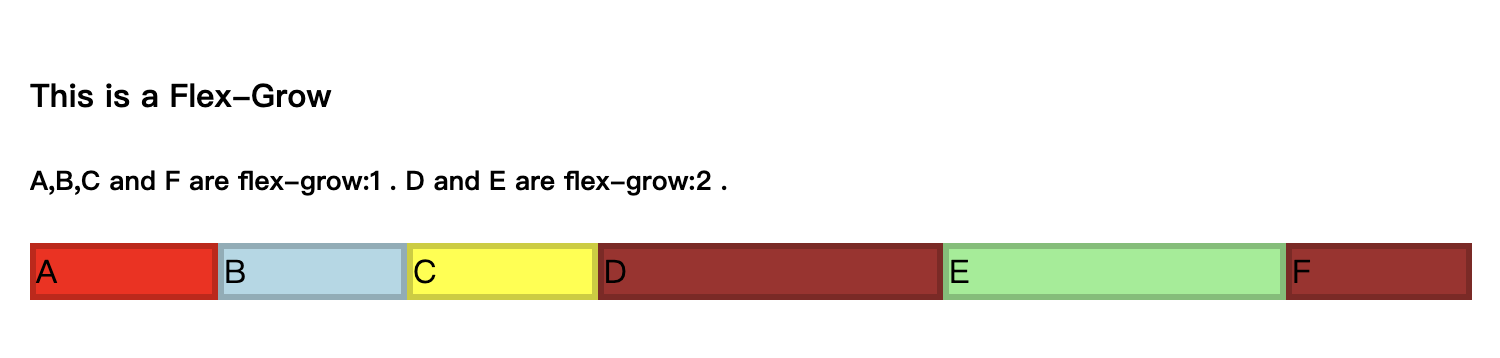 This is a Flex-Grow
A,B,C and F are flex-grow:1 . D and E are flex-grow:2 .
A B C D E F